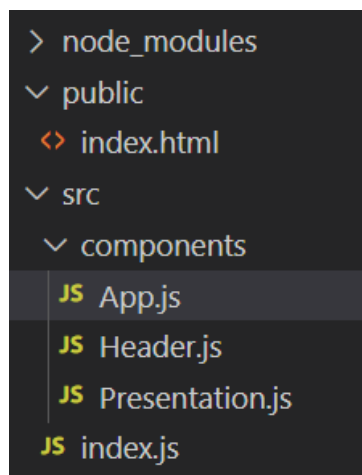 node_modules
public
<> index.html
src
components
JS App.js
JS Header.js
JS Presentation.js
JS index.js